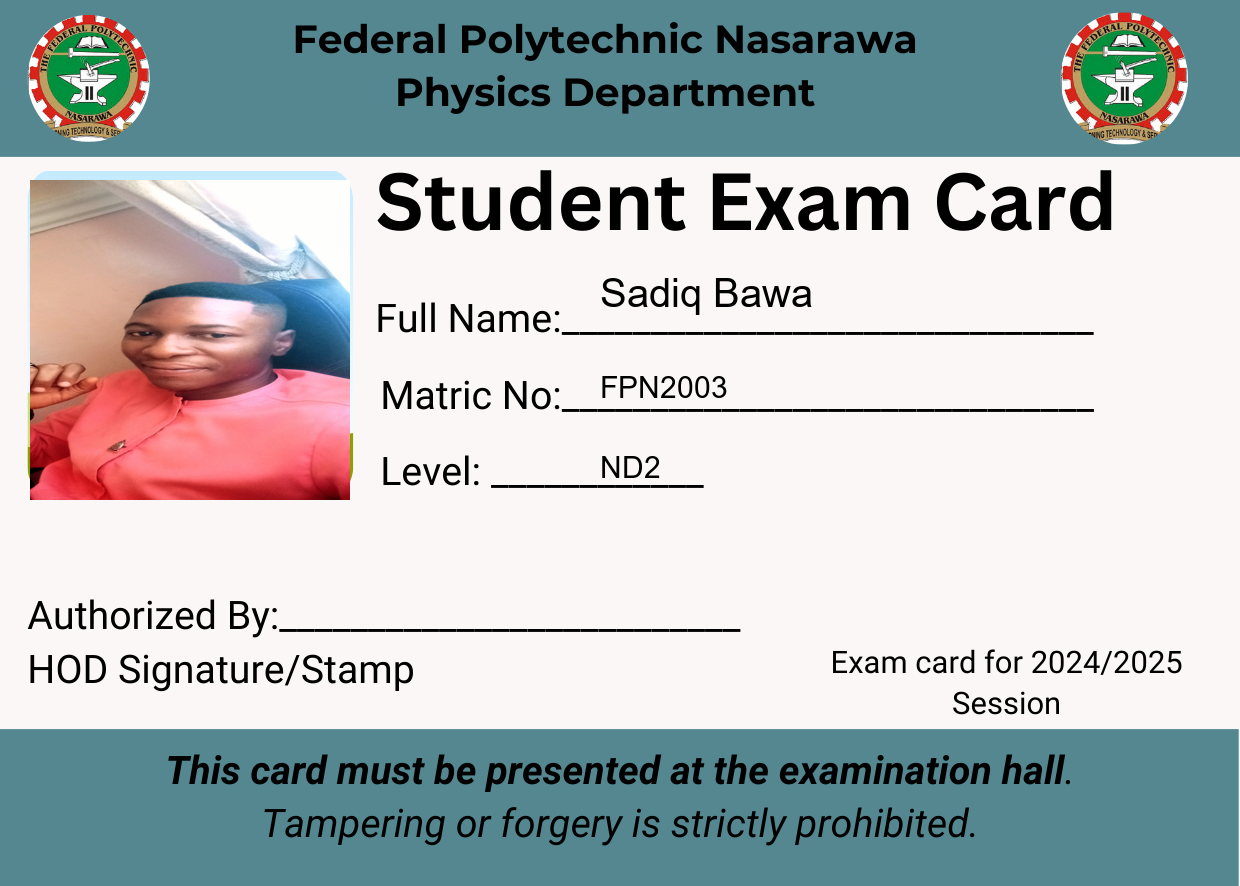 Federal Polytechnic Nasarawa
Physics Department
THE FEDERAL POLYTECHNIC
NASARAWA
THE FEDERAL POLYTECHNIC
NASARAWA
Student Exam Card
Full Name: Sadiq Bawa
Matric No: FPN2003
Level: ND2
Authorized By:
HOD Signature/Stamp
Exam card for 2024/2025
Session
This card must be presented at the examination hall.
Tampering or forgery is strictly prohibited.